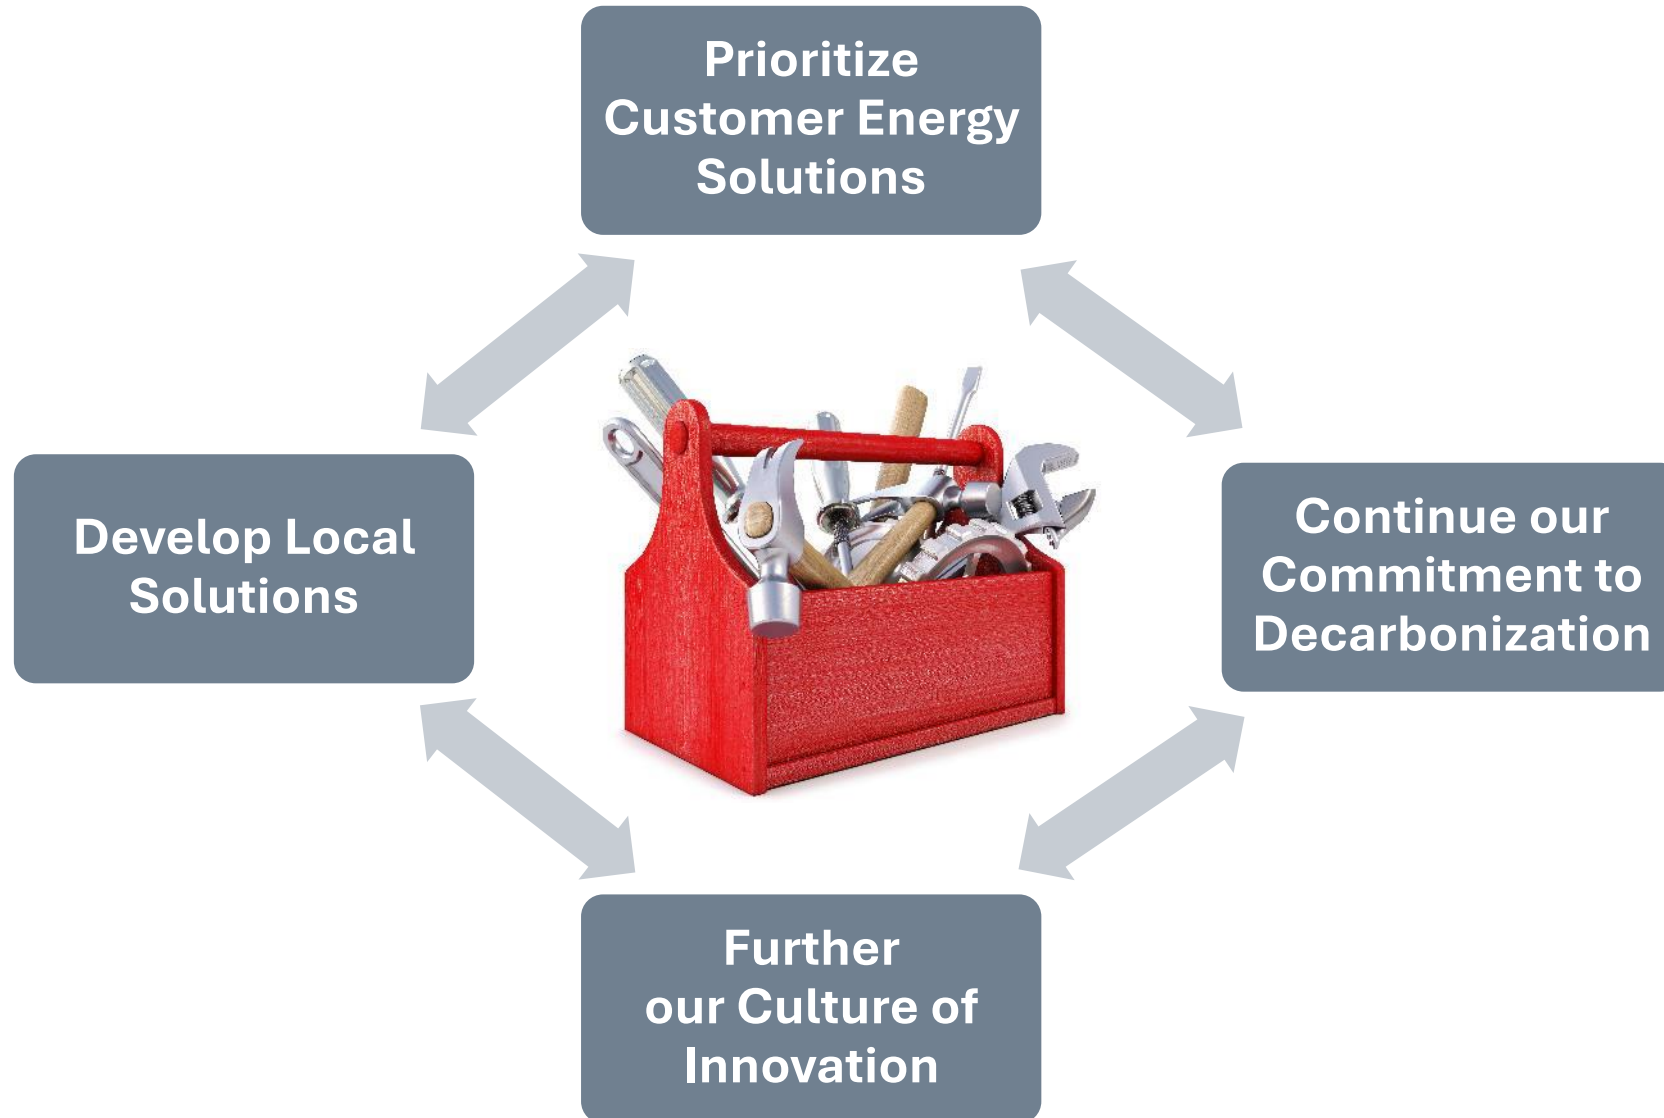 Prioritize
Customer Energy
Solutions
Develop Local
Solutions
Continue our
Commitment to
Decarbonization
Further
our Culture of
Innovation